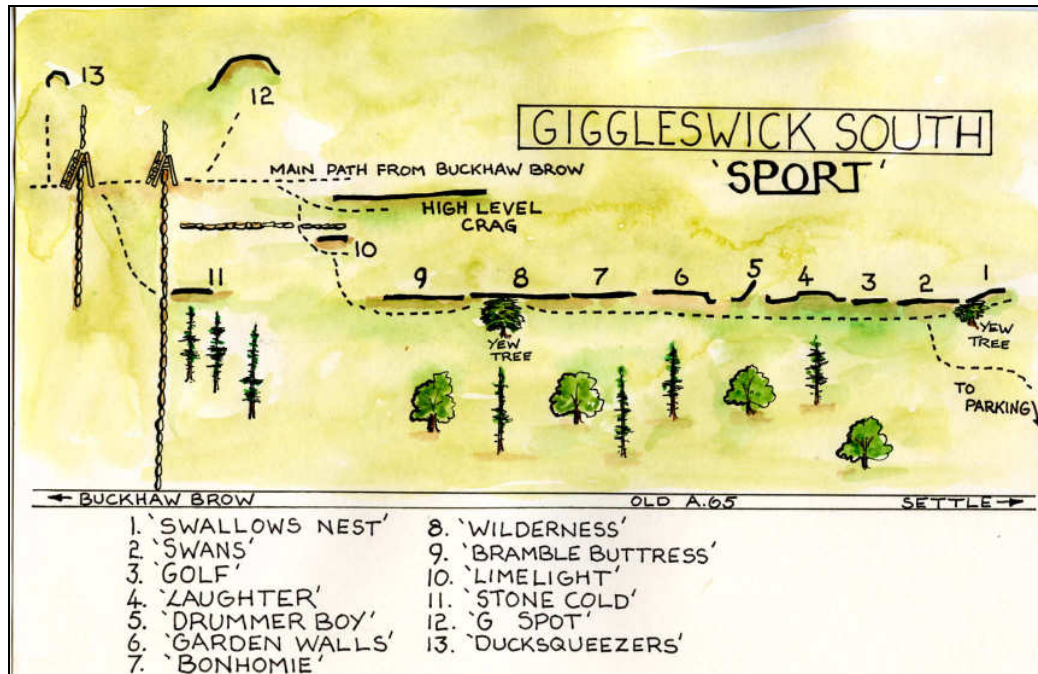 13
12
GIGGLESWICK SOUTH
'SPORT'
MAIN PATH FROM BUCKHAW BROW
HIGH LEVEL
CRAG
10
11
9
8
7
6
5
4
3
2
1
YEW
TREE
YEW
TREE
TO
PARKING
← BUCKHAW BROW
OLD A.65
SETTLE →
1. 'SWALLOWS NEST'
2. 'SWANS'
3. 'GOLF'
4. 'LAUGHTER'
5. 'DRUMMER BOY'
6. 'GARDEN WALLS'
7. 'BONHOMIE'
8. 'WILDERNESS'
9. 'BRAMBLE BUTTRESS'
10. 'LIMELIGHT'
11. 'STONE COLD'
12. 'G SPOT'
13. 'DUCKSQUEEZERS'